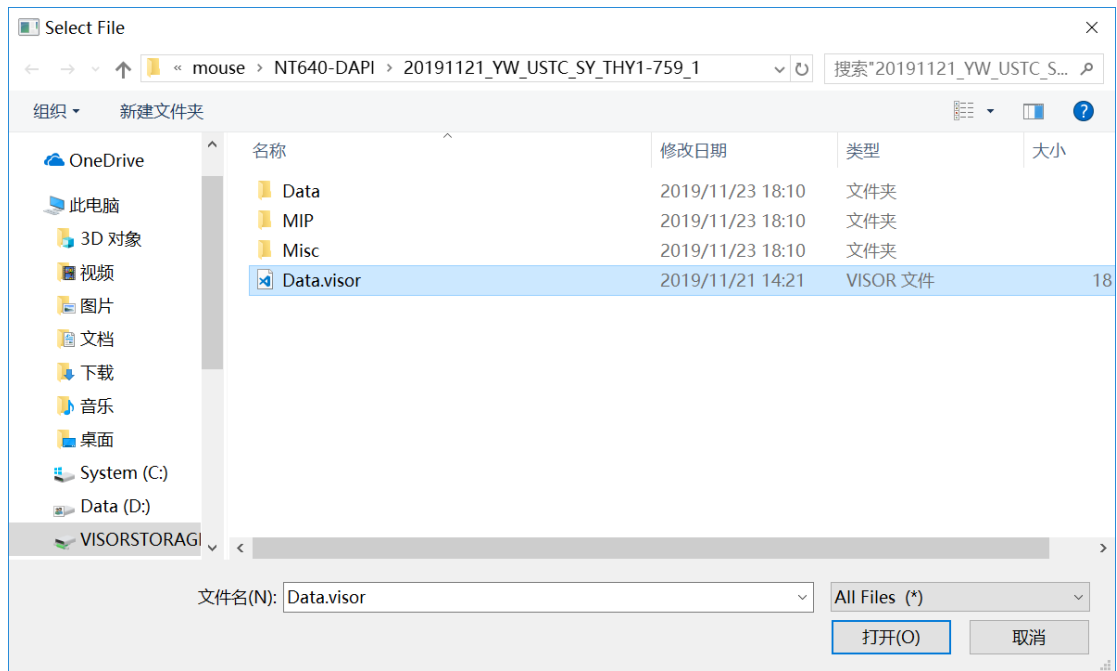 Select File
« mouse › NT640-DAPI › 20191121_YW_USTC_SY_THY1-759_1
搜索"20191121_YW_USTC_S...
组织
新建文件夹
名称 修改日期 类型 大小
OneDrive
此电脑
3D 对象
视频
图片
文档
下载
音乐
桌面
System (C:)
Data (D:)
VISORSTORAG
Data 2019/11/23 18:10 文件夹
MIP 2019/11/23 18:10 文件夹
Misc 2019/11/23 18:10 文件夹
Data.visor 2019/11/21 14:21 VISOR 文件 18
文件名(N): Data.visor
All Files (*)
打开(O) 取消